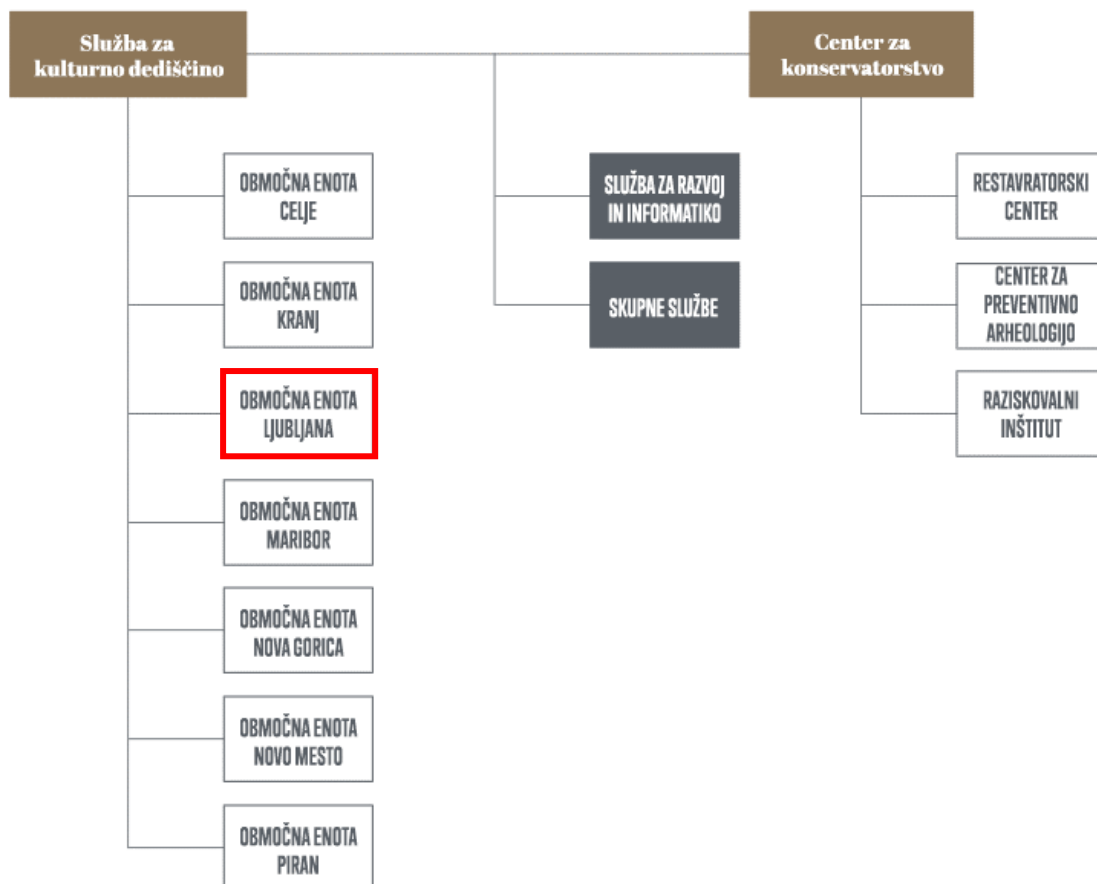 Služba za
kulturno dediščino
Center za
konservatorstvo
OBMOČNA ENOTA
CELJE
OBMOČNA ENOTA
KRANJ
OBMOČNA ENOTA
LJUBLJANA
OBMOČNA ENOTA
MARIBOR
OBMOČNA ENOTA
NOVA GORICA
OBMOČNA ENOTA
NOVO MESTO
OBMOČNA ENOTA
PIRAN
SLUŽBA ZA RAZVOJ
IN INFORMATIKO
SKUPNE SLUŽBE
RESTAVRATORSKI
CENTER
CENTER ZA
PREVENTIVNO
ARHEOLOGIJO
RAZISKOVALNI
INŠTITUT